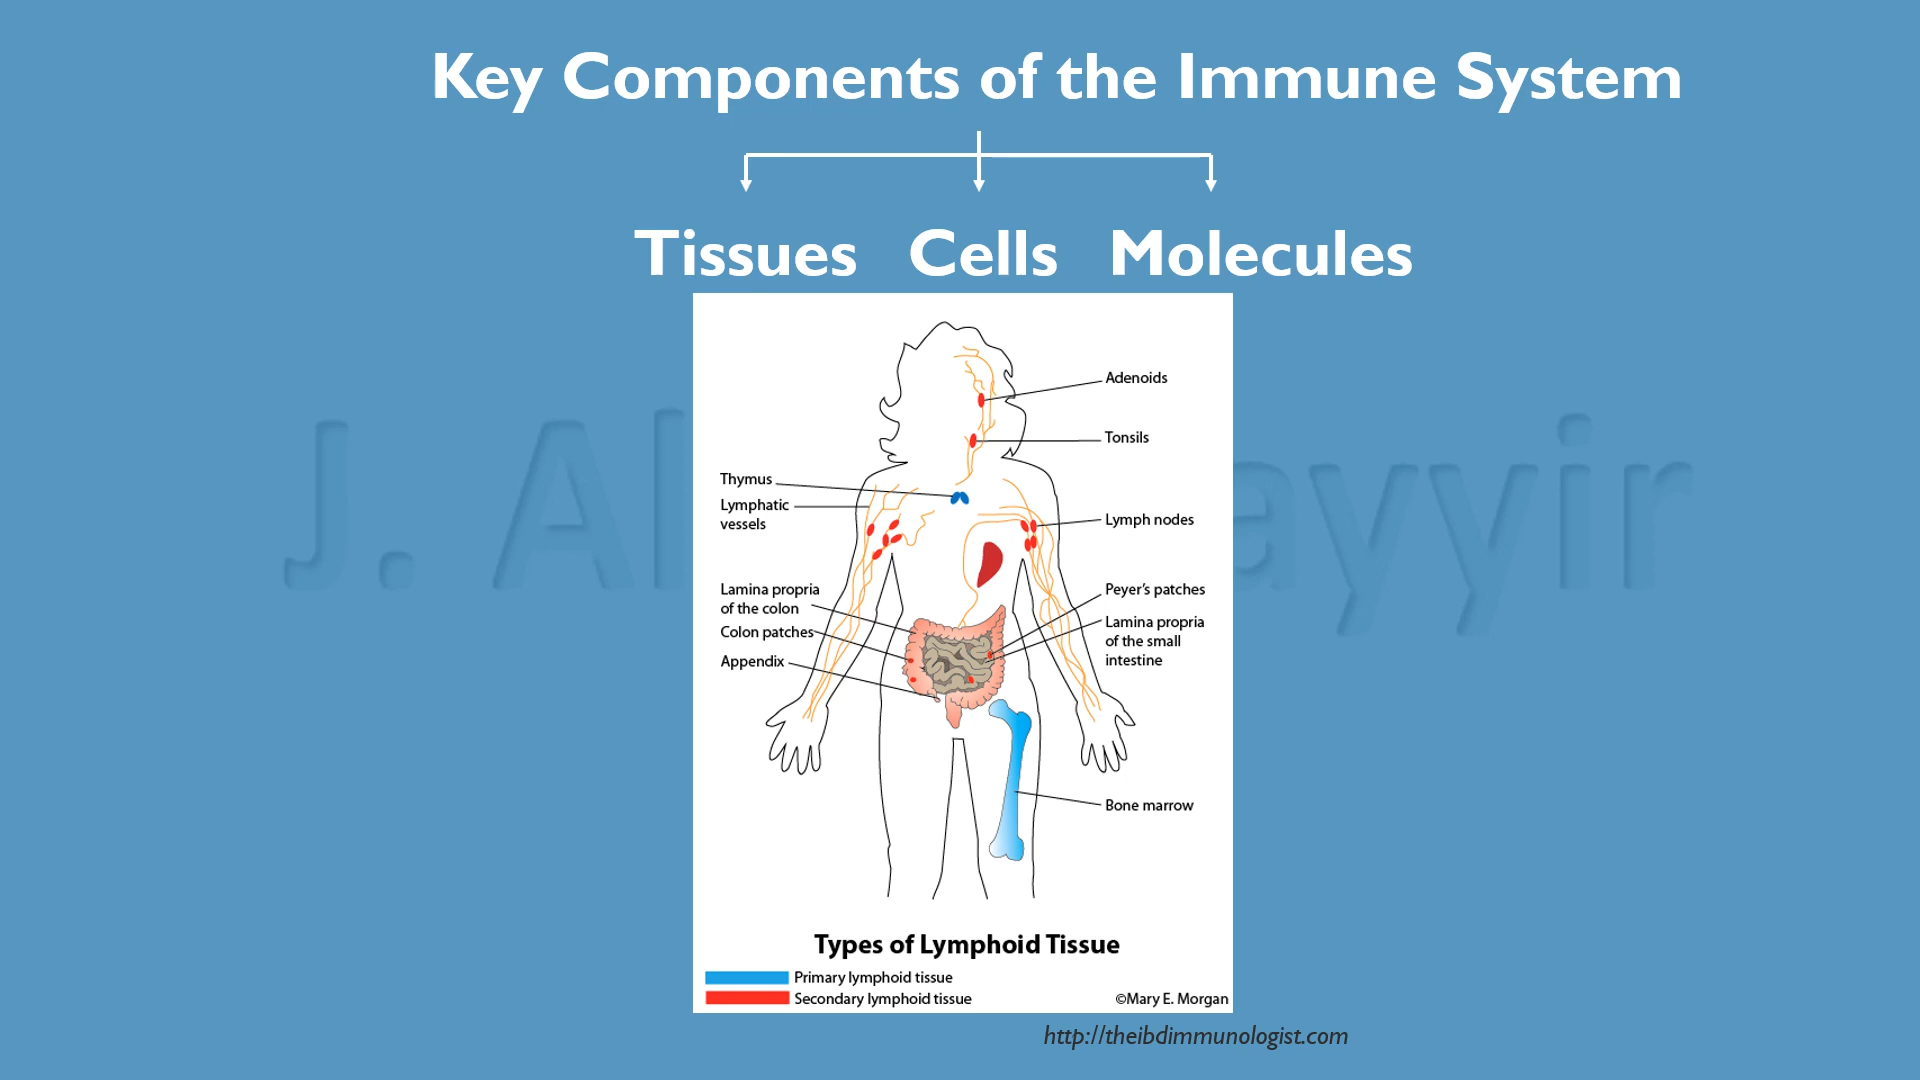 Key Components of the Immune System
Tissues Cells Molecules
Adenoids
Tonsils
Thymus
Lymphatic
vessels
Lymph nodes
Lamina propria
of the colon
Colon patches
Appendix
Peyer's patches
Lamina propria
of the small
intestine
Bone marrow
Types of Lymphoid Tissue
Primary lymphoid tissue
Secondary lymphoid tissue
©Mary E. Morgan
http://theibdimmunologist.com